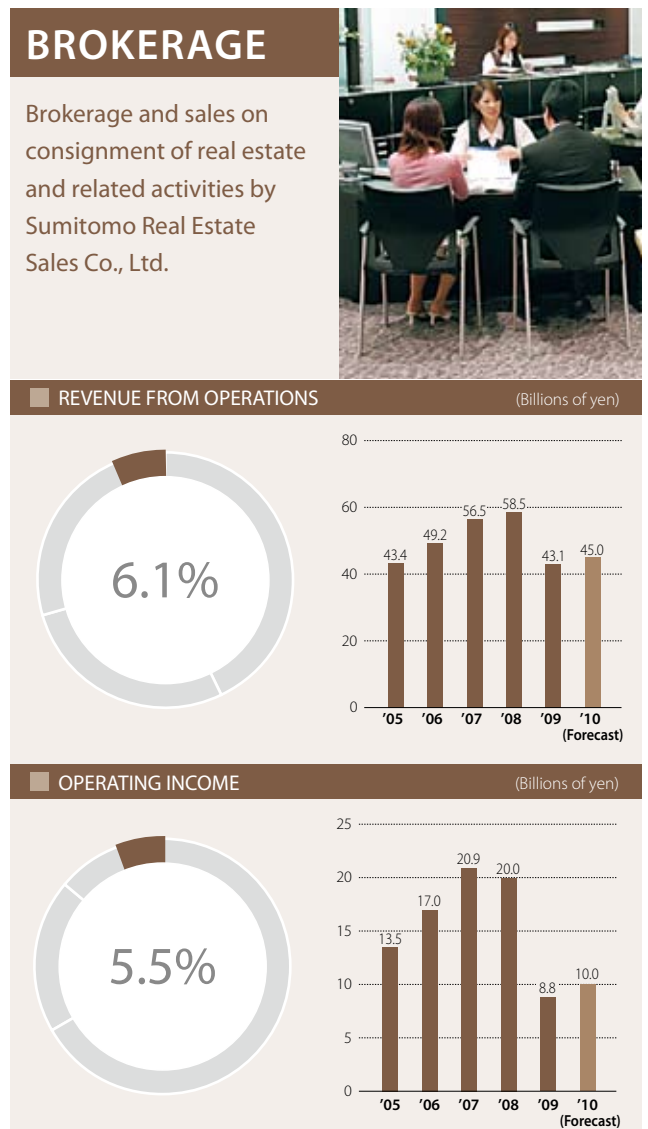 BROKERAGE
Brokerage and sales on
consignment of real estate
and related activities by
Sumitomo Real Estate
Sales Co., Ltd.
REVENUE FROM OPERATIONS (Billions of yen)
6.1%
80
60
40
20
0
43.4
49.2
56.5
58.5
43.1
45.0
’05 ’06 ’07 ’08 ’09 ’10
(Forecast)
OPERATING INCOME (Billions of yen)
5.5%
25
20
15
10
5
0
13.5
17.0
20.9
20.0
8.8
10.0
’05 ’06 ’07 ’08 ’09 ’10
(Forecast)